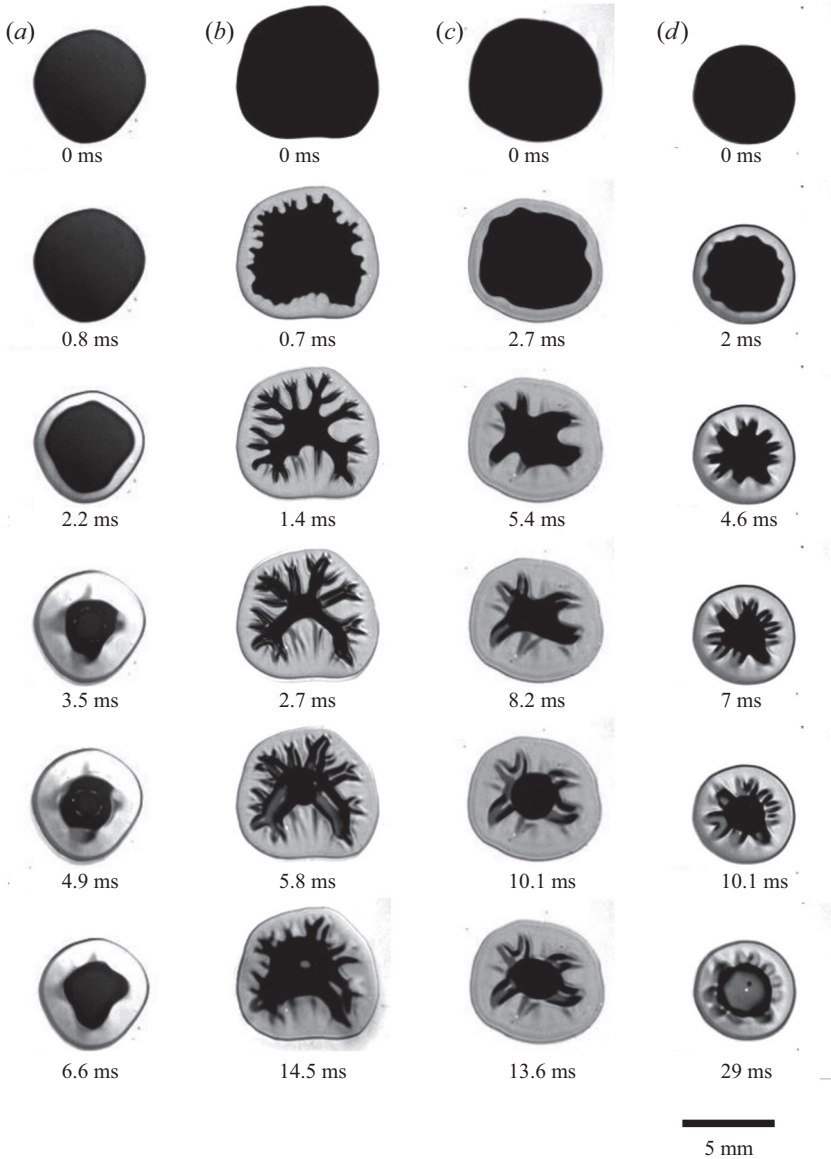 (a) (b) (c) (d)
0 ms 0 ms 0 ms 0 ms
0.8 ms 0.7 ms 2.7 ms 2 ms
2.2 ms 1.4 ms 5.4 ms 4.6 ms
3.5 ms 2.7 ms 8.2 ms 7 ms
4.9 ms 5.8 ms 10.1 ms 10.1 ms
6.6 ms 14.5 ms 13.6 ms 29 ms
5 mm